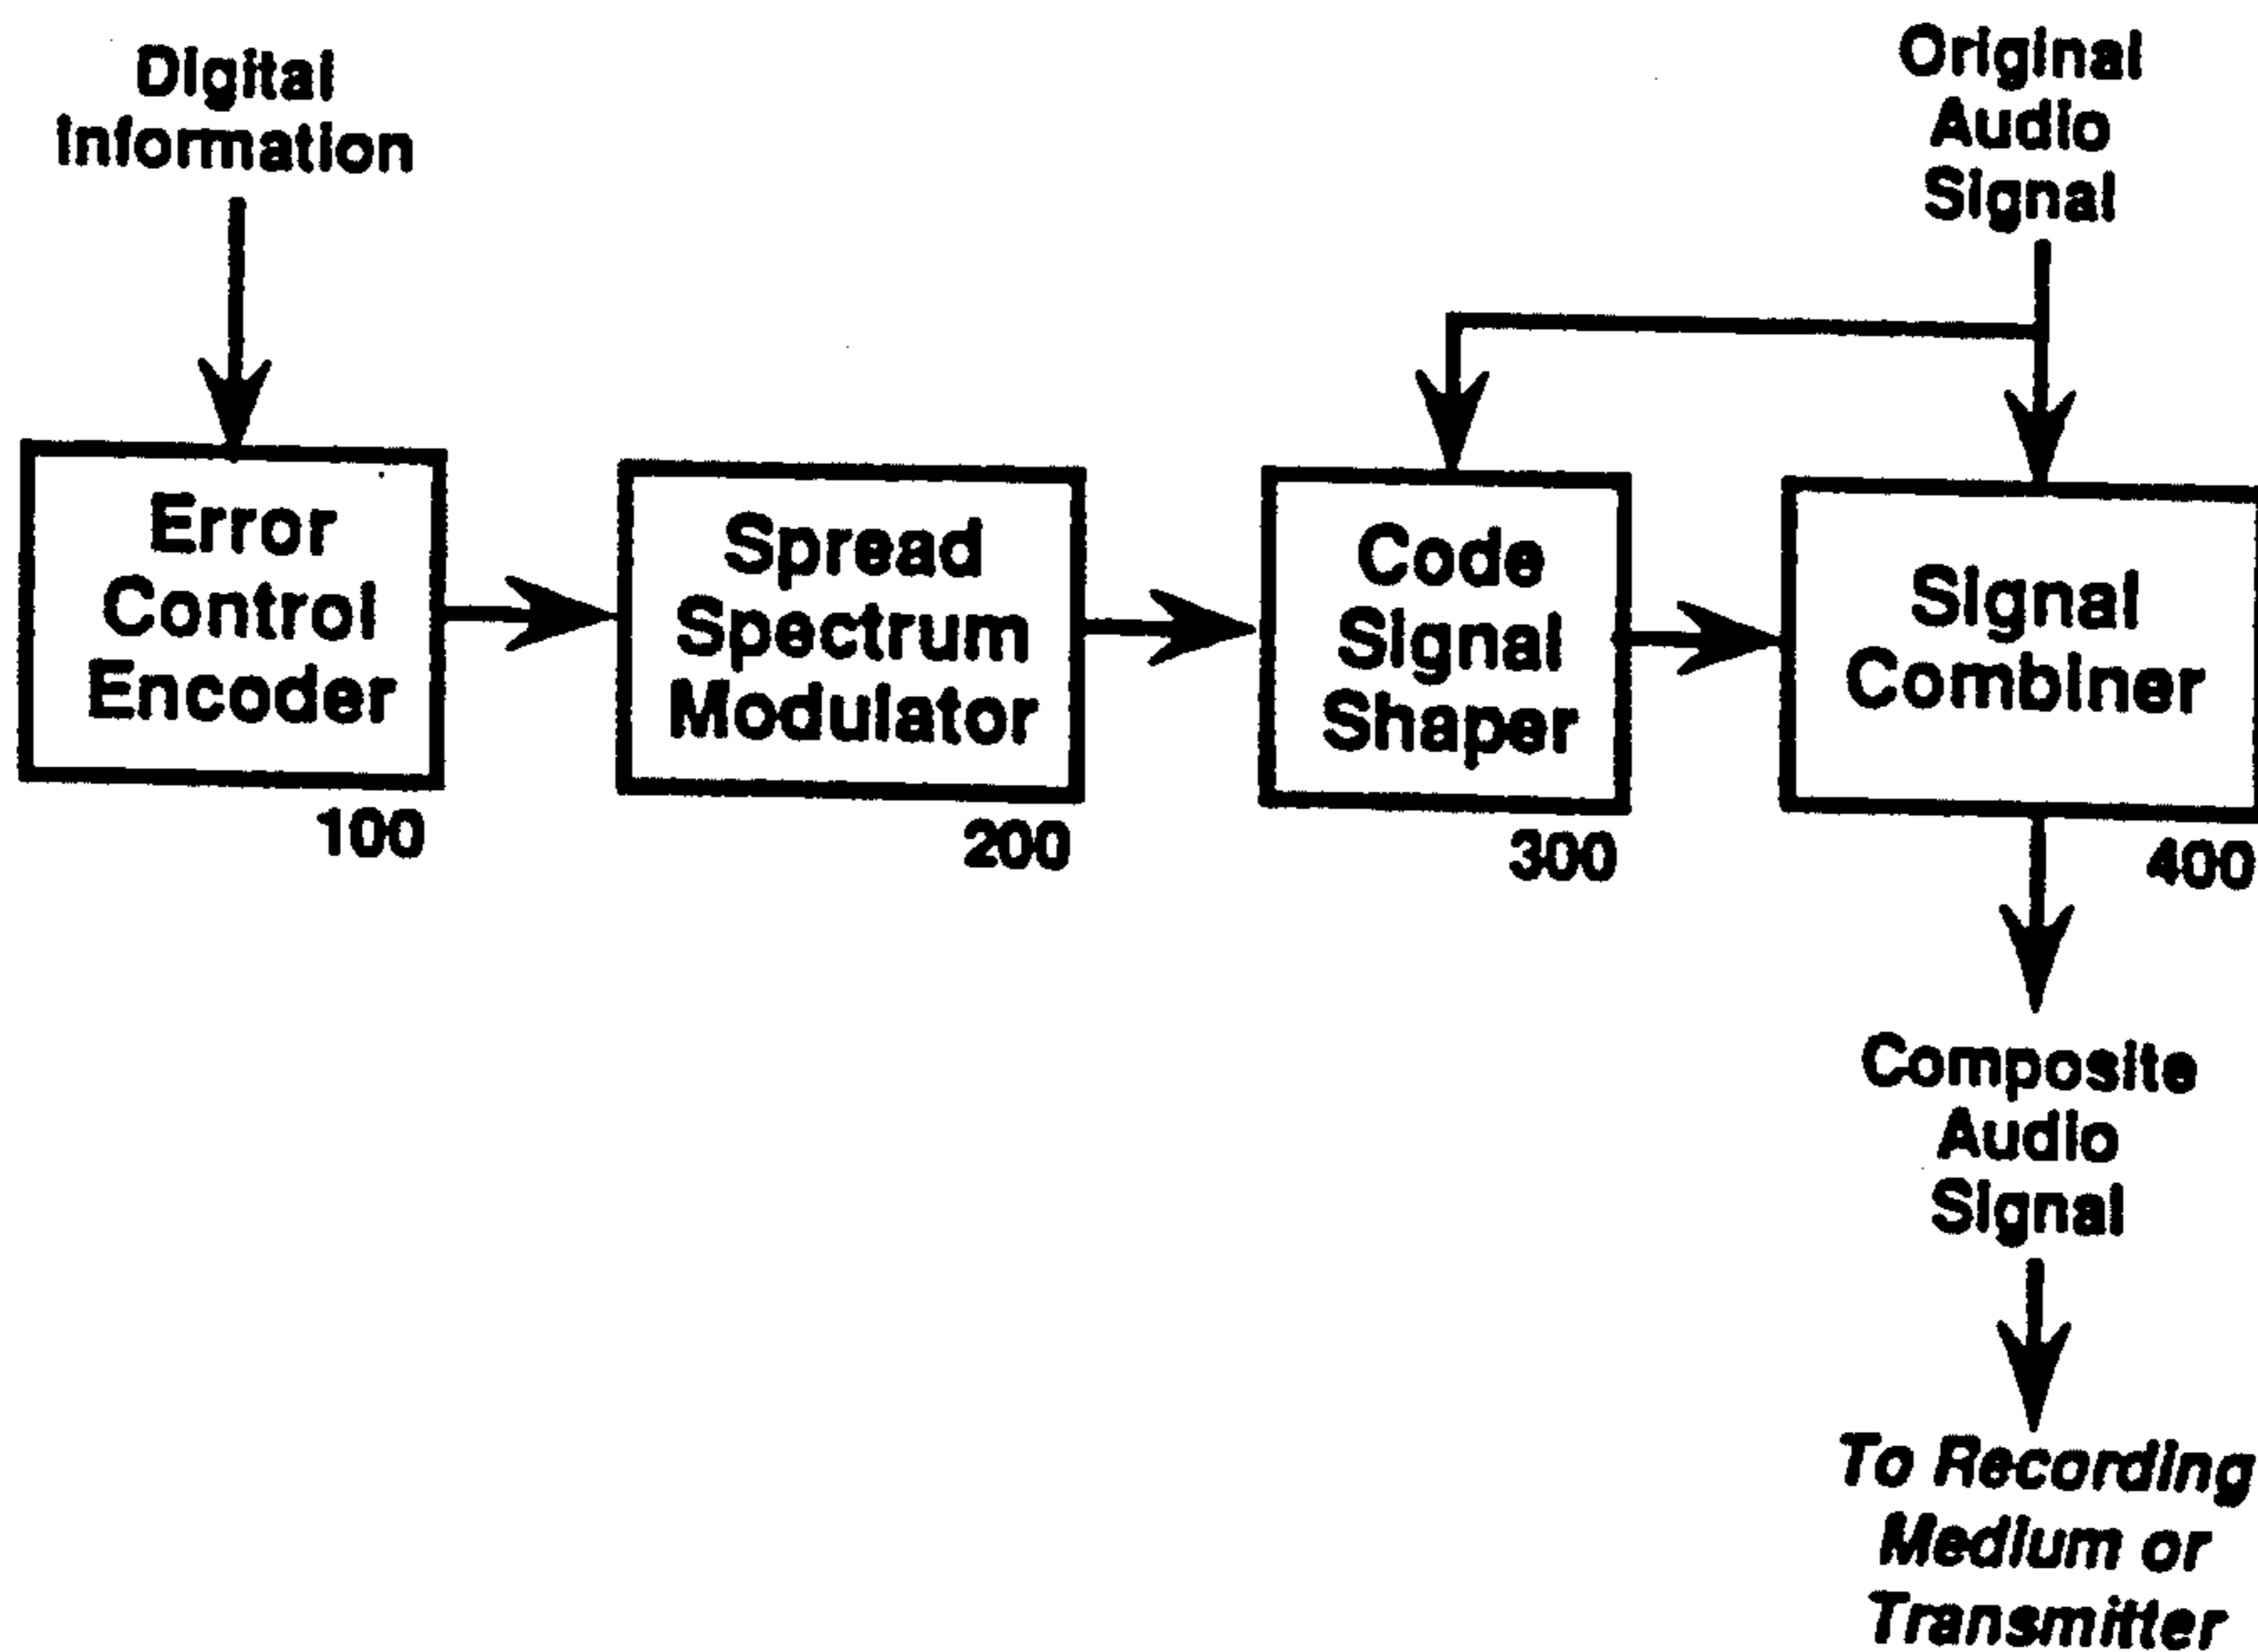 Digital
Information
Original
Audio
Signal
Error
Control
Encoder
100
Spread
Spectrum
Modulator
200
Code
Signal
Shaper
300
Signal
Combiner
400
Composite
Audio
Signal
To Recording
Medium or
Transmitter